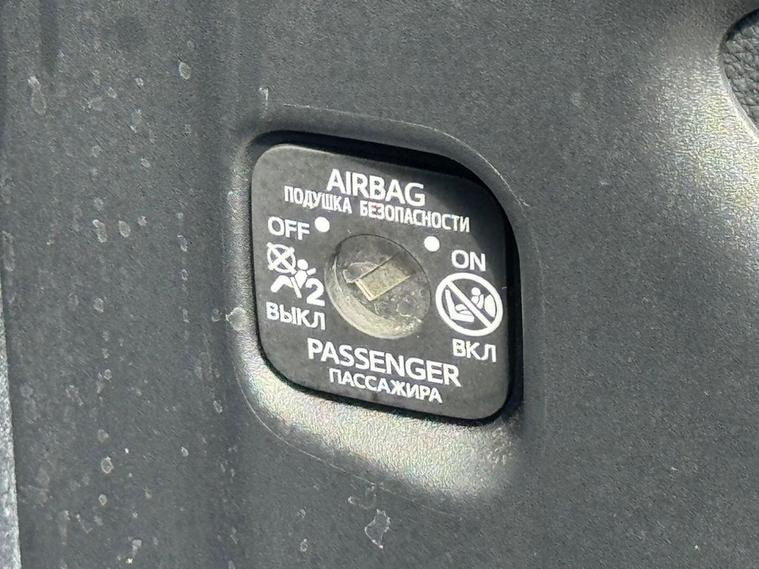 AIRBAG
ПОДУШКА БЕЗОПАСНОСТИ
OFF
ON
2
ВЫКЛ
ВКЛ
PASSENGER
ПАССАЖИРА